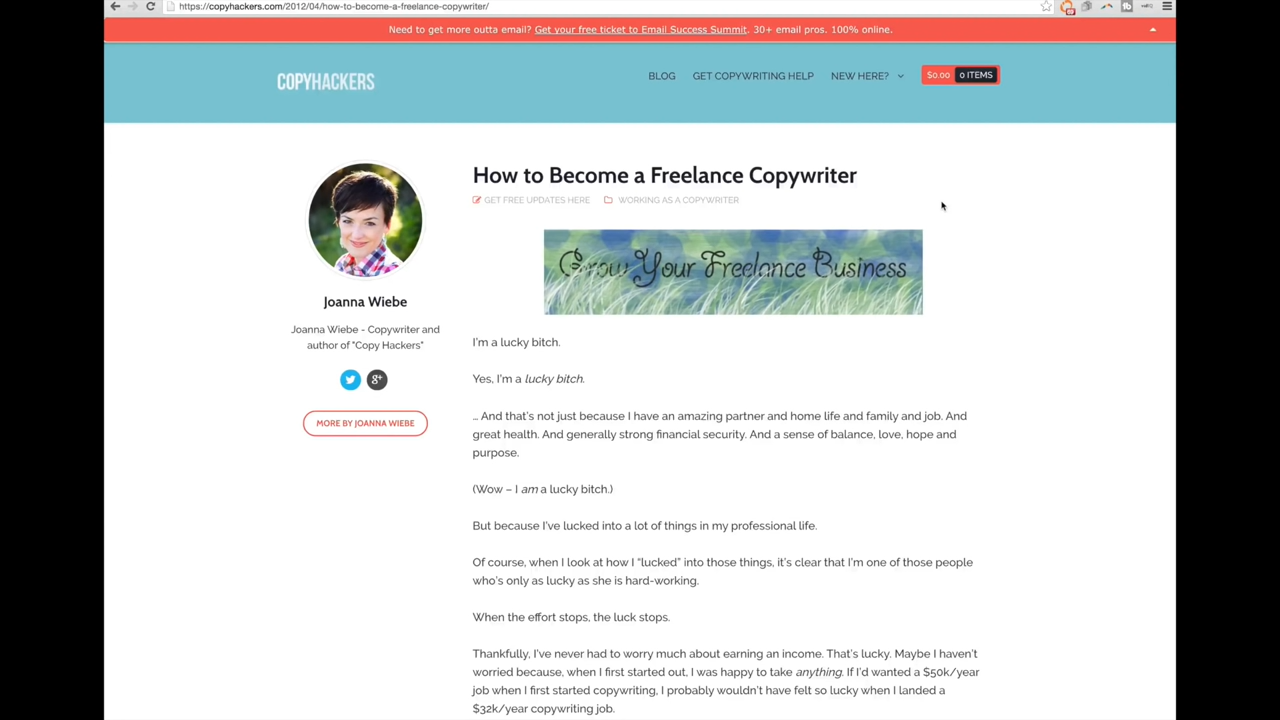 https://copyhackers.com/2012/04/how-to-become-a-freelance-copywriter/
Need to get more outta email? Get your free ticket to Email Success Summit. 30+ email pros. 100% online.
COPYHACKERS
BLOG GET COPYWRITING HELP NEW HERE? $0.00 0 ITEMS
How to Become a Freelance Copywriter
GET FREE UPDATES HERE WORKING AS A COPYWRITER
Grow Your Freelance Business
Joanna Wiebe
Joanna Wiebe - Copywriter and
author of "Copy Hackers"
g+
MORE BY JOANNA WIEBE
I'm a lucky bitch.
Yes, I'm a lucky bitch.
… And that's not just because I have an amazing partner and home life and family and job. And
great health. And generally strong financial security. And a sense of balance, love, hope and
purpose.
(Wow – I am a lucky bitch.)
But because I've lucked into a lot of things in my professional life.
Of course, when I look at how I “lucked” into those things, it's clear that I'm one of those people
who's only as lucky as she is hard-working.
When the effort stops, the luck stops.
Thankfully, I've never had to worry much about earning an income. That's lucky. Maybe I haven't
worried because, when I first started out, I was happy to take anything. If I'd wanted a $50k/year
job when I first started copywriting, I probably wouldn't have felt so lucky when I landed a
$32k/year copywriting job.